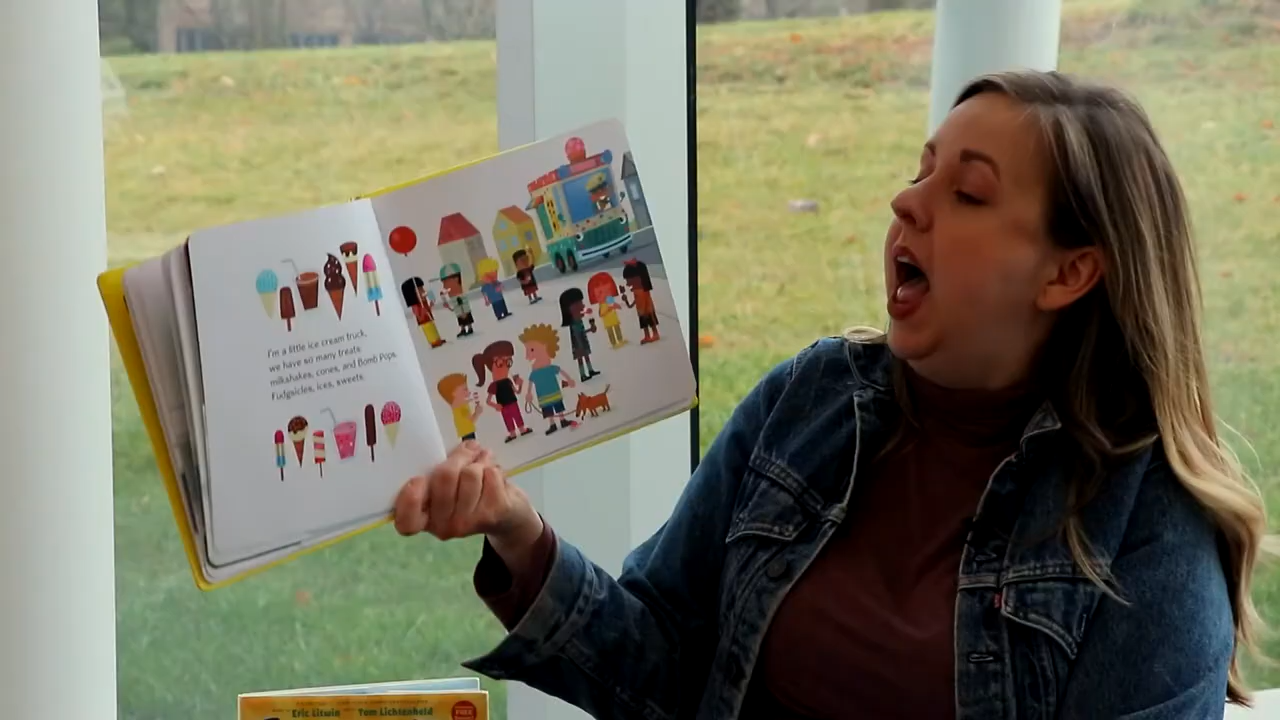 I'm a little ice cream truck,
we have so many treats
milkshakes, cones, and Bomb Pops,
Fudgsicles, ices, sweets.
Eric Litwin
Tom Lichtenheld
FREE